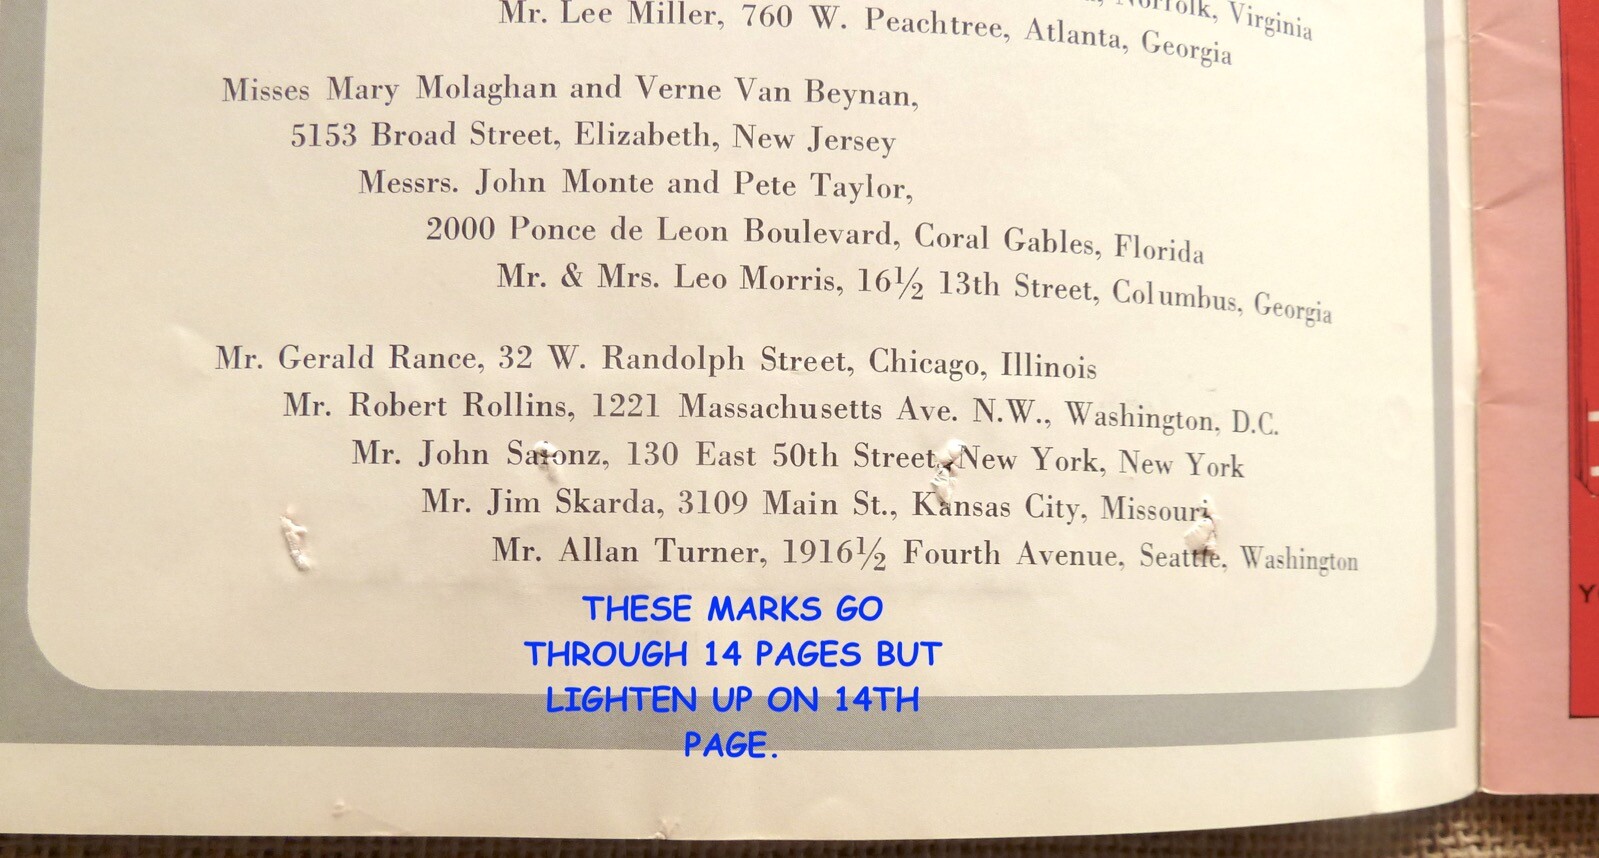 Norfolk, Virginia
Mr. Lee Miller, 760 W. Peachtree, Atlanta, Georgia
Misses Mary Molaghan and Verne Van Beynan,
5153 Broad Street, Elizabeth, New Jersey
Messrs. John Monte and Pete Taylor,
2000 Ponce de Leon Boulevard, Coral Gables, Florida
Mr. & Mrs. Leo Morris, 16½ 13th Street, Columbus, Georgia
Mr. Gerald Rance, 32 W. Randolph Street, Chicago, Illinois
Mr. Robert Rollins, 1221 Massachusetts Ave. N.W., Washington, D.C.
Mr. John 130 East 50th Street, New York, New York
Mr. Jim Skarda, 3109 Main St., Kansas City, Missouri
Mr. Allan Turner, 1916½ Fourth Avenue, Seattle, Washington
THESE MARKS GO
THROUGH 14 PAGES BUT
LIGHTEN UP ON 14TH
PAGE.